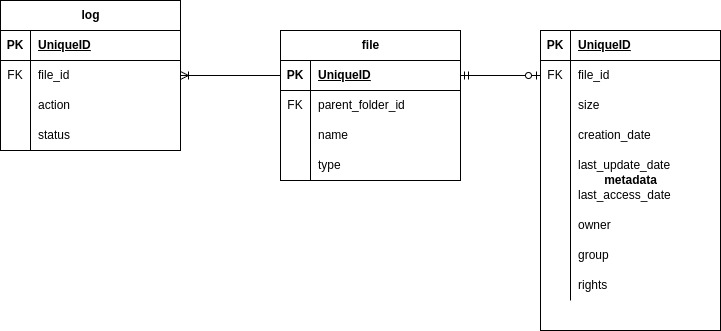 log
PK UniqueID
FK file_id
action
status
file
PK UniqueID
FK parent_folder_id
name
type
PK UniqueID
FK file_id
size
creation_date
last_update_date
metadata
last_access_date
owner
group
rights